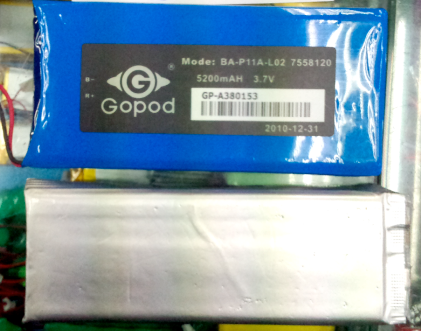 Mode: BA-P11A-L02 7558120
5200mAH 3.7V
B-
B+
G
®
Gopod
GP-A380153
2010-12-31